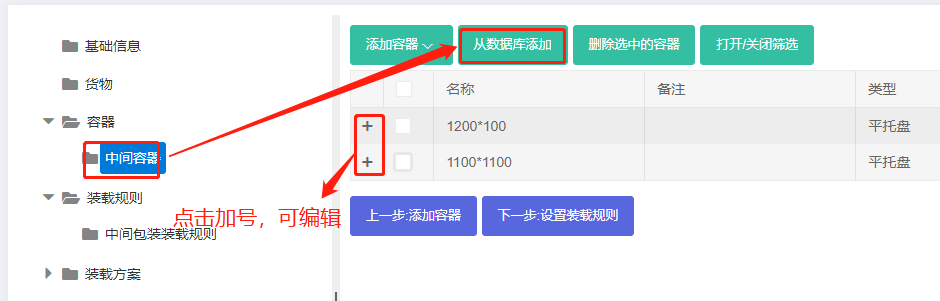 基础信息
货物
容器
中间容器
装载规则
中间包装装载规则
装载方案
添加容器 从数据库添加 删除选中的容器 打开/关闭筛选
名称 备注 类型
+ 1200*100 平托盘
+ 1100*1100 平托盘
上一步:添加容器 下一步:设置装载规则
点击加号，可编辑